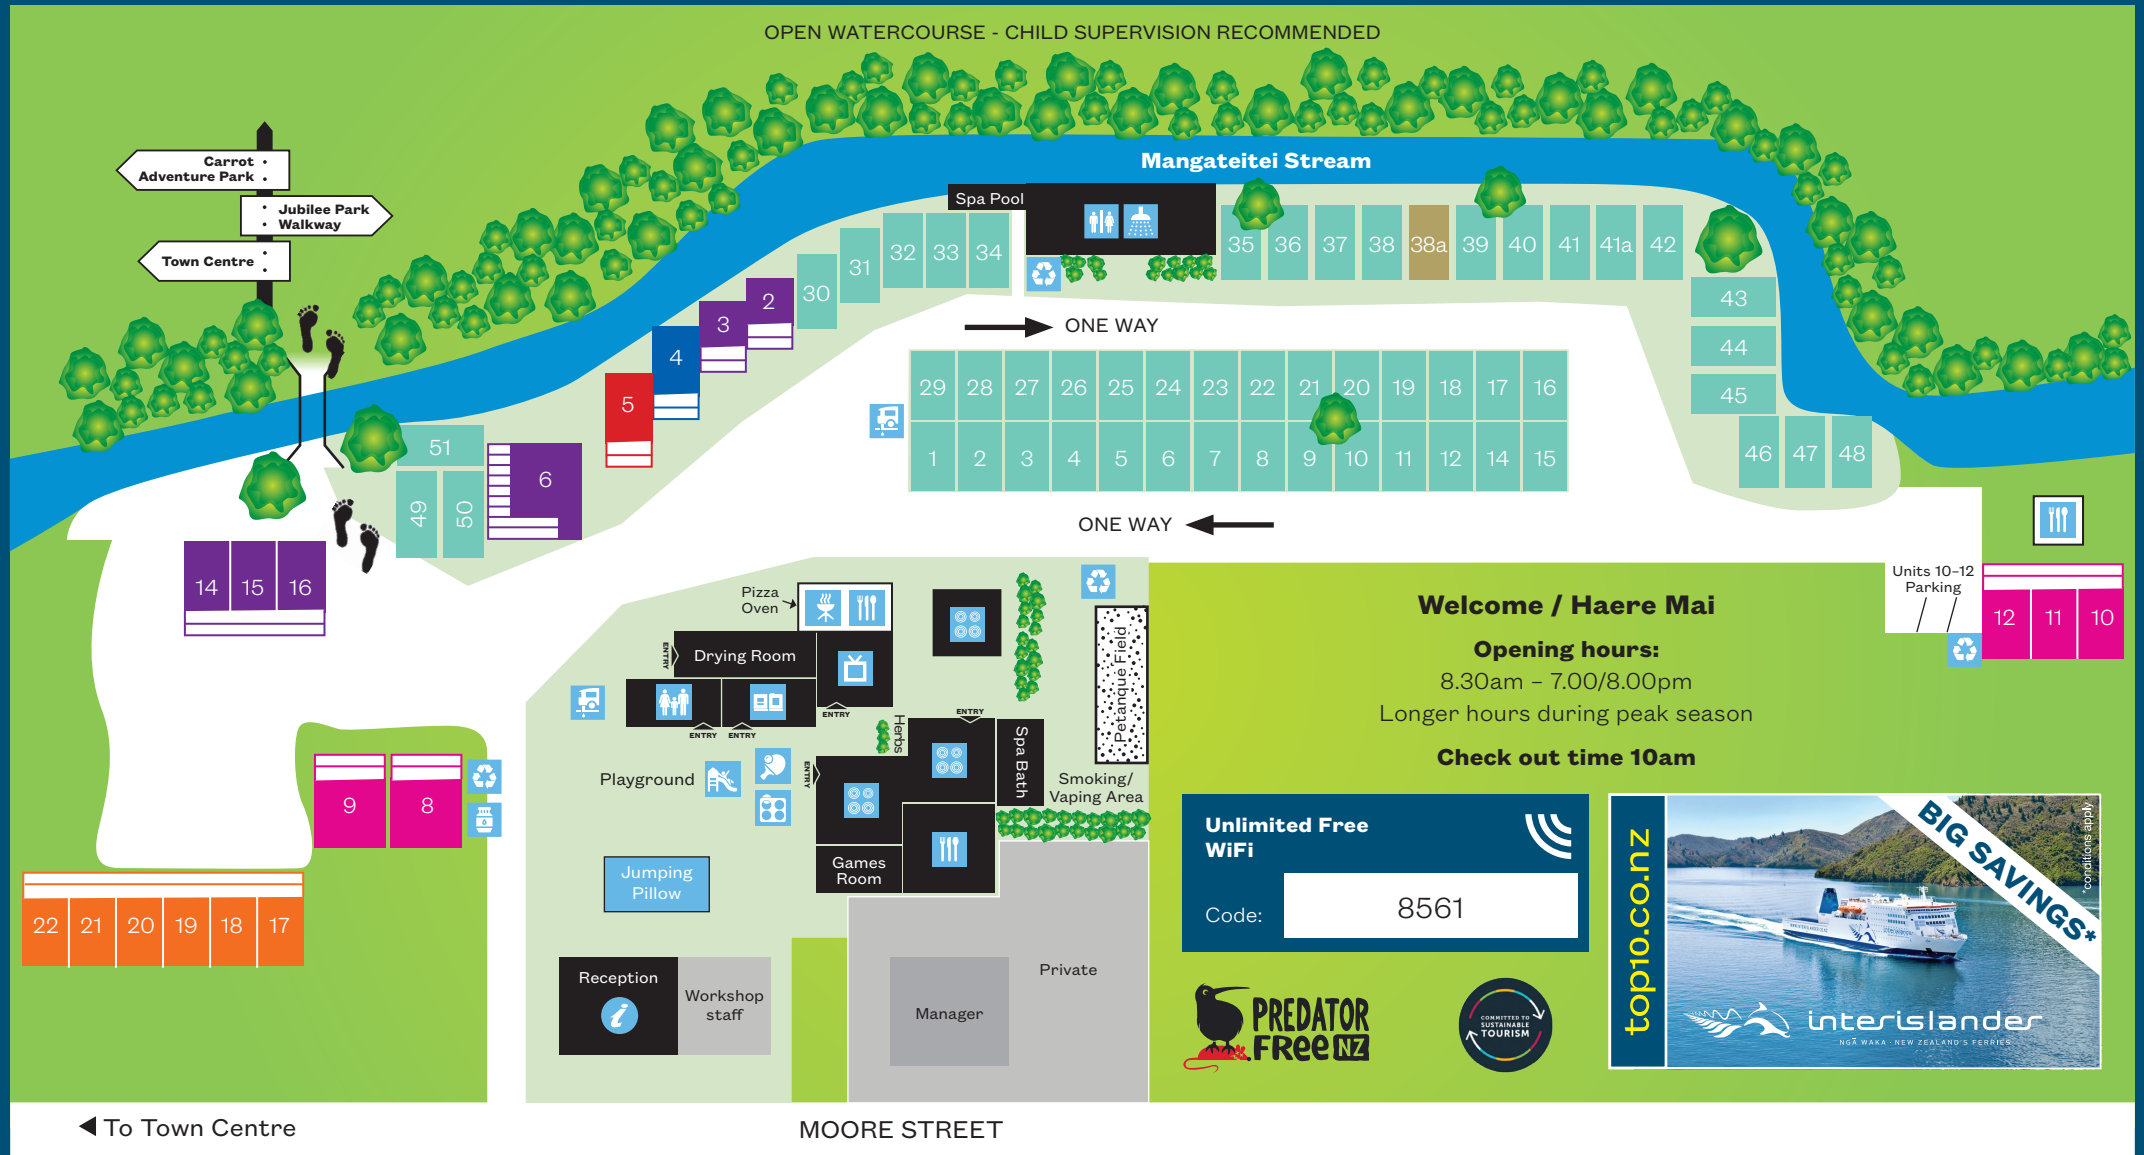 OPEN WATERCOURSE - CHILD SUPERVISION RECOMMENDED
Carrot
Adventure Park
Jubilee Park
Walkway
Town Centre
Mangateitei Stream
Spa Pool
35 36 37 38 38a 39 40 41 41a 42
30 31 32 33 34
2
3
4
5
6
43
44
45
46 47 48
ONE WAY
29 28 27 26 25 24 23 22 21 20 19 18 17 16
1 2 3 4 5 6 7 8 9 10 11 12 14 15
ONE WAY
51
49 50
14 15 16
Units 10–12
Parking
12 11 10
Pizza
Oven
ENTRY
Drying Room
ENTRY
ENTRY
ENTRY
Herbs
ENTRY
Petanque Field
Playground
ENTRY
Spa Bath
Smoking/
Vaping Area
Games
Room
Jumping
Pillow
9 8
22 21 20 19 18 17
Reception
i
Workshop
staff
Manager
Private
Welcome / Haere Mai
Opening hours:
8.30am – 7.00/8.00pm
Longer hours during peak season
Check out time 10am
Unlimited Free
WiFi
Code:
8561
PREDATOR
FREE NZ
COMMITTED TO
SUSTAINABLE
TOURISM
top10.co.nz
BIG SAVINGS*
*conditions apply
interislander
NGĀ WAKA · NEW ZEALAND'S FERRIES
To Town Centre
MOORE STREET